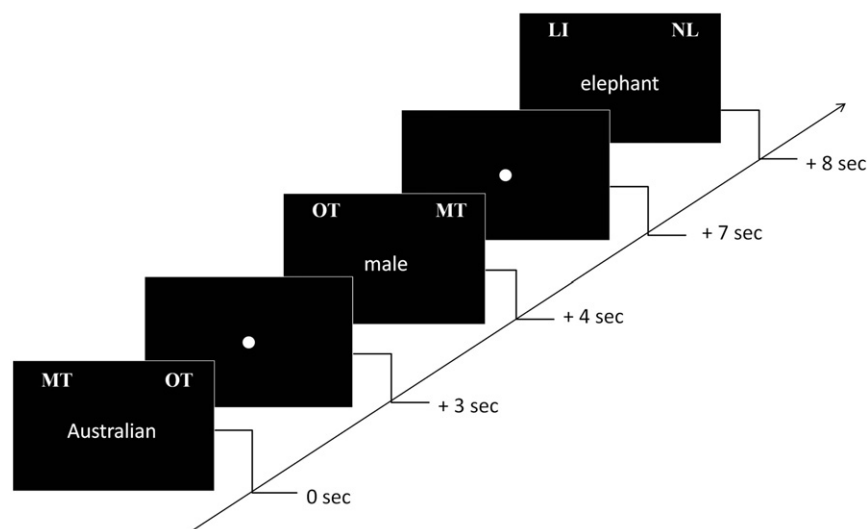 LI NL
elephant
+ 8 sec
+ 7 sec
OT MT
male
+ 4 sec
+ 3 sec
MT OT
Australian
0 sec